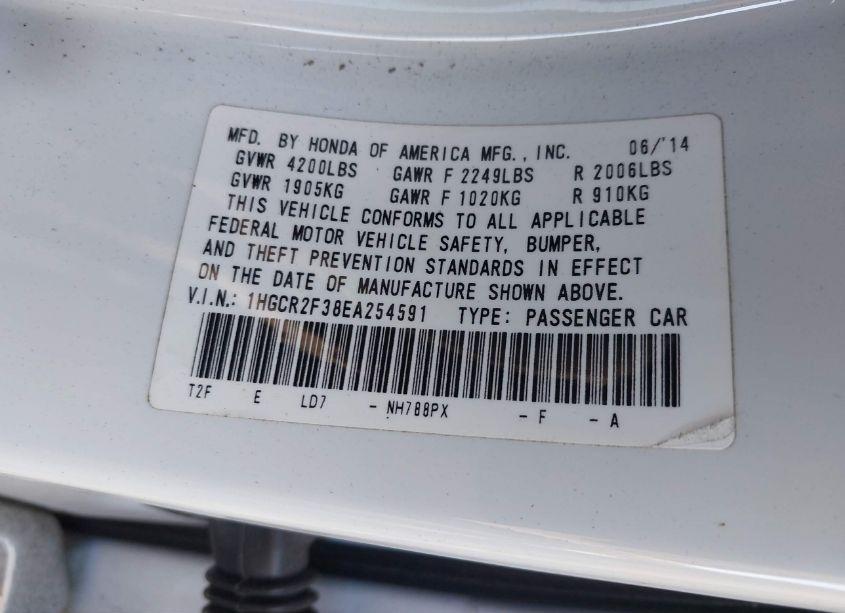 MFD. BY HONDA OF AMERICA MFG., INC. 06/'14
GVWR 4200LBS GAWR F 2249LBS R 2006LBS
GVWR 1905KG GAWR F 1020KG R 910KG
THIS VEHICLE CONFORMS TO ALL APPLICABLE
FEDERAL MOTOR VEHICLE SAFETY, BUMPER,
AND THEFT PREVENTION STANDARDS IN EFFECT
ON THE DATE OF MANUFACTURE SHOWN ABOVE.
V.I.N.: 1HGCR2F38EA254591 TYPE: PASSENGER CAR
T2F E LD7 - NH788PX - F - A